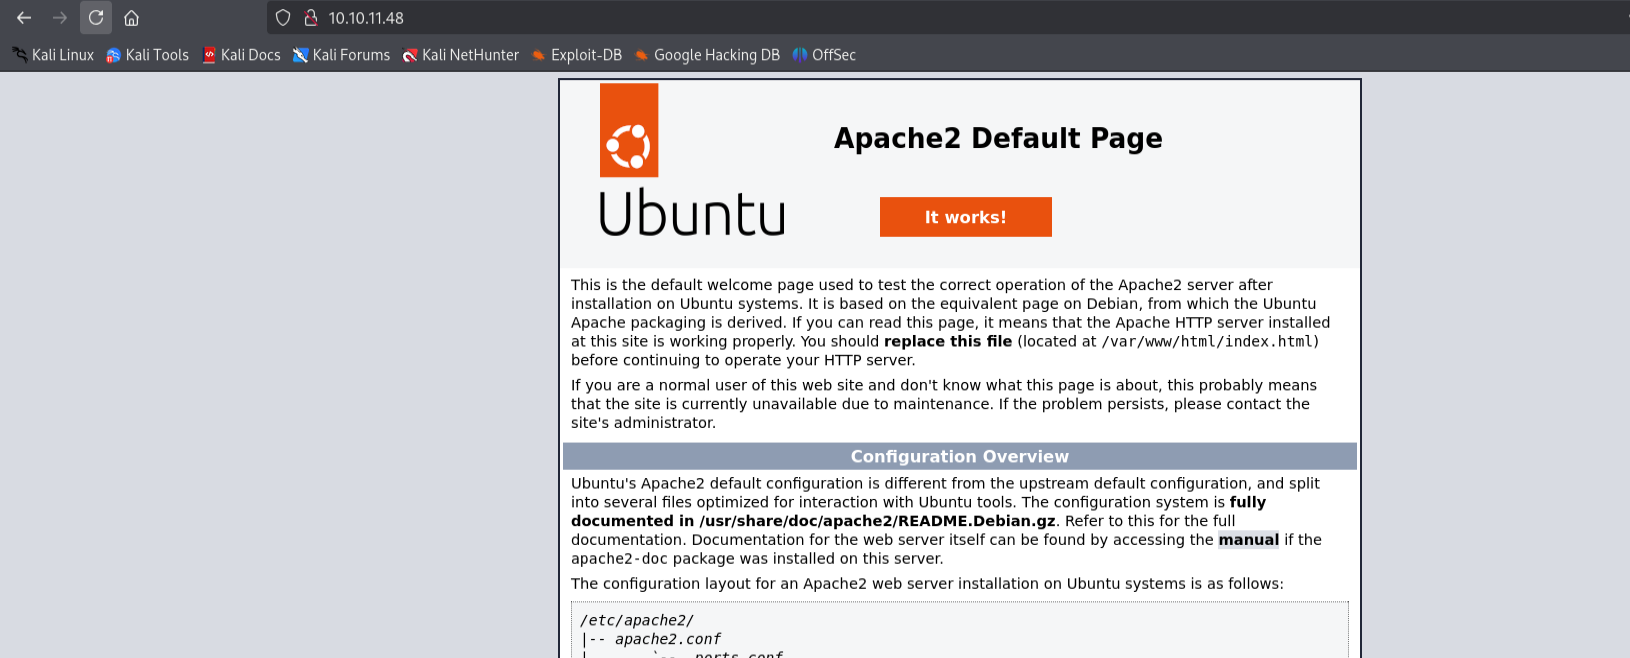 10.10.11.48
Kali Linux Kali Tools Kali Docs Kali Forums Kali NetHunter Exploit-DB Google Hacking DB OffSec
Apache2 Default Page
Ubuntu
It works!
This is the default welcome page used to test the correct operation of the Apache2 server after
installation on Ubuntu systems. It is based on the equivalent page on Debian, from which the Ubuntu
Apache packaging is derived. If you can read this page, it means that the Apache HTTP server installed
at this site is working properly. You should replace this file (located at /var/www/html/index.html)
before continuing to operate your HTTP server.
If you are a normal user of this web site and don't know what this page is about, this probably means
that the site is currently unavailable due to maintenance. If the problem persists, please contact the
site's administrator.
Configuration Overview
Ubuntu's Apache2 default configuration is different from the upstream default configuration, and split
into several files optimized for interaction with Ubuntu tools. The configuration system is fully
documented in /usr/share/doc/apache2/README.Debian.gz. Refer to this for the full
documentation. Documentation for the web server itself can be found by accessing the manual if the
apache2-doc package was installed on this server.
The configuration layout for an Apache2 web server installation on Ubuntu systems is as follows:
/etc/apache2/
|-- apache2.conf
|       `--  ports.conf